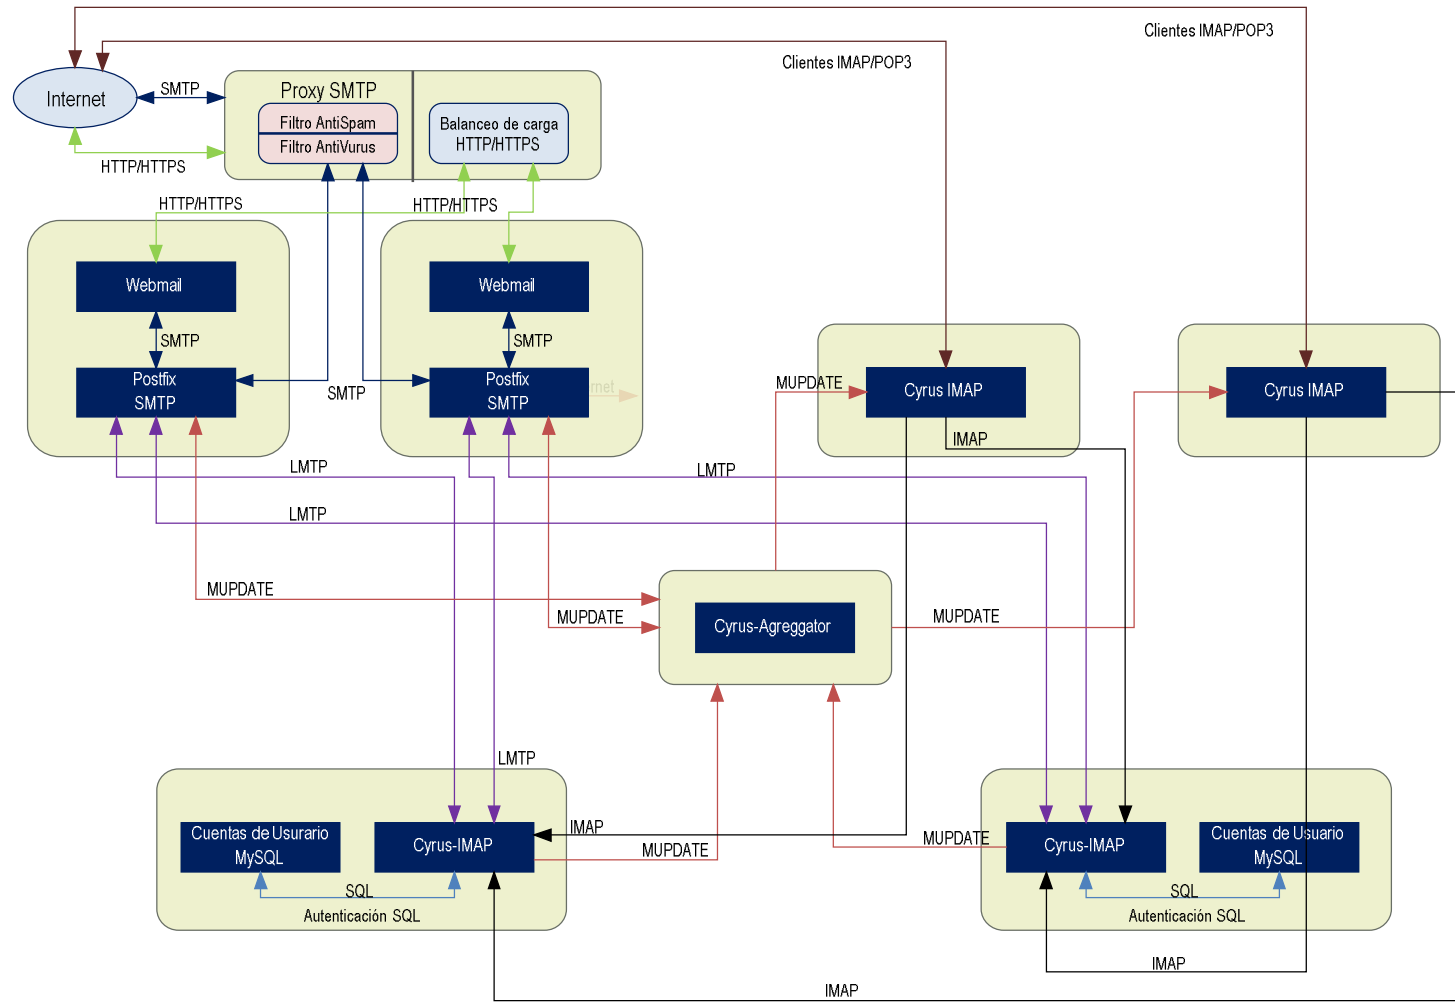 Clientes IMAP/POP3
Clientes IMAP/POP3
Internet
SMTP
Proxy SMTP
Filtro AntiSpam
Filtro AntiVurus
Balanceo de carga
HTTP/HTTPS
HTTP/HTTPS
HTTP/HTTPS
HTTP/HTTPS
Webmail
Webmail
SMTP
SMTP
Postfix
SMTP
SMTP
Postfix
SMTP
rnet
MUPDATE
Cyrus IMAP
Cyrus IMAP
IMAP
LMTP
LMTP
LMTP
MUPDATE
MUPDATE
Cyrus-Agreggator
MUPDATE
LMTP
Cuentas de Usurario
MySQL
Cyrus-IMAP
IMAP
MUPDATE
SQL
Autenticación SQL
MUPDATE
Cyrus-IMAP
Cuentas de Usuario
MySQL
SQL
Autenticación SQL
IMAP
IMAP